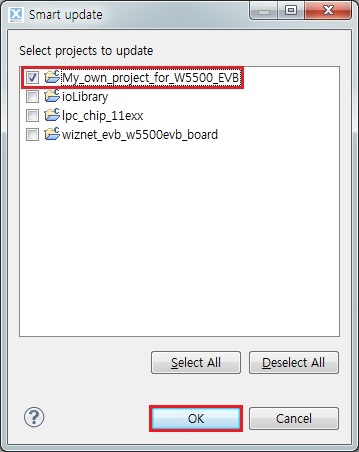 Smart update
Select projects to update
My_own_project_for_W5500_EVB
ioLibrary
lpc_chip_11exx
wiznet_evb_w5500evb_board
Select All
Deselect All
OK
Cancel